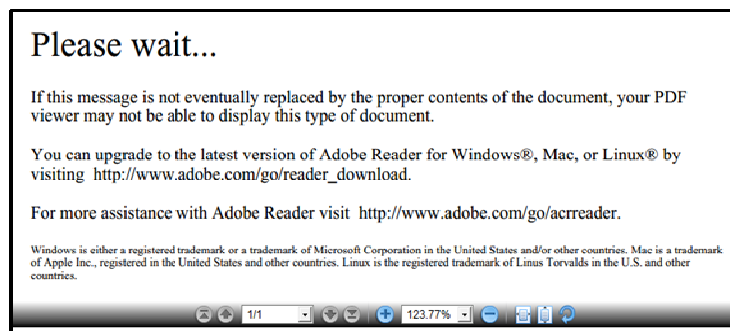 Please wait...
If this message is not eventually replaced by the proper contents of the document, your PDF
viewer may not be able to display this type of document.
You can upgrade to the latest version of Adobe Reader for Windows®, Mac, or Linux® by
visiting  http://www.adobe.com/go/reader_download.
For more assistance with Adobe Reader visit  http://www.adobe.com/go/acrreader.
Windows is either a registered trademark or a trademark of Microsoft Corporation in the United States and/or other countries. Mac is a trademark
of Apple Inc., registered in the United States and other countries. Linux is the registered trademark of Linus Torvalds in the U.S. and other
countries.
1/1 123.77%